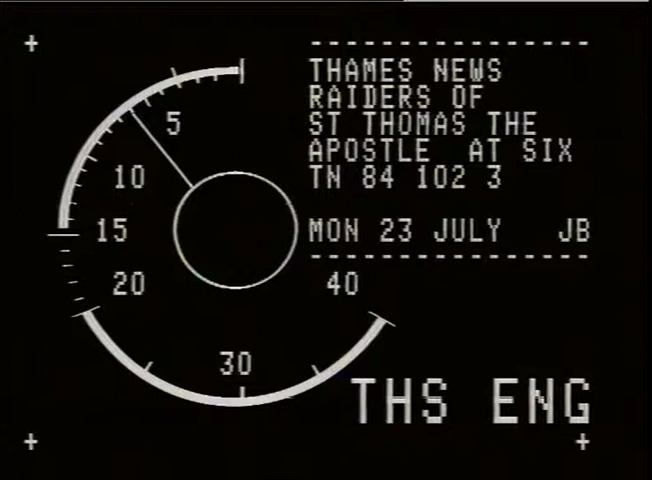 THAMES NEWS
RAIDERS OF
ST THOMAS THE
APOSTLE  AT SIX
TN 84 102 3
MON 23 JULY    JB
5
10
15
20
30
40
THS ENG